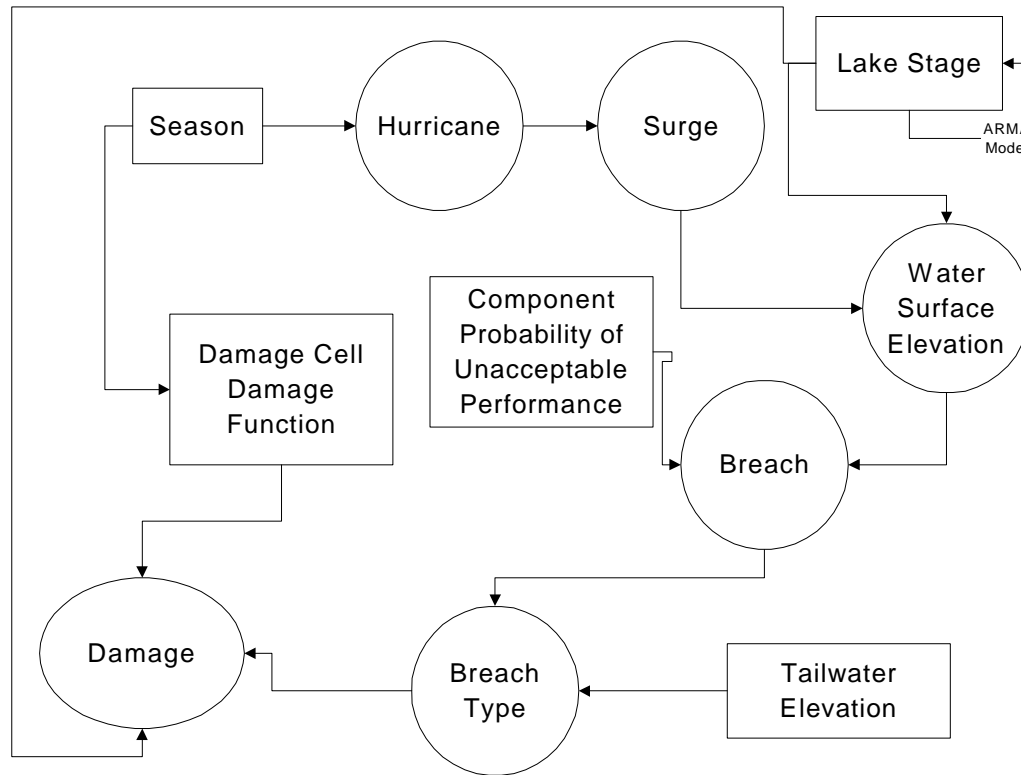 Lake Stage
Season
Hurricane
Surge
Water
Surface
Elevation
Component
Probability of
Unacceptable
Performance
Damage Cell
Damage
Function
Breach
Damage
Breach
Type
Tailwater
Elevation